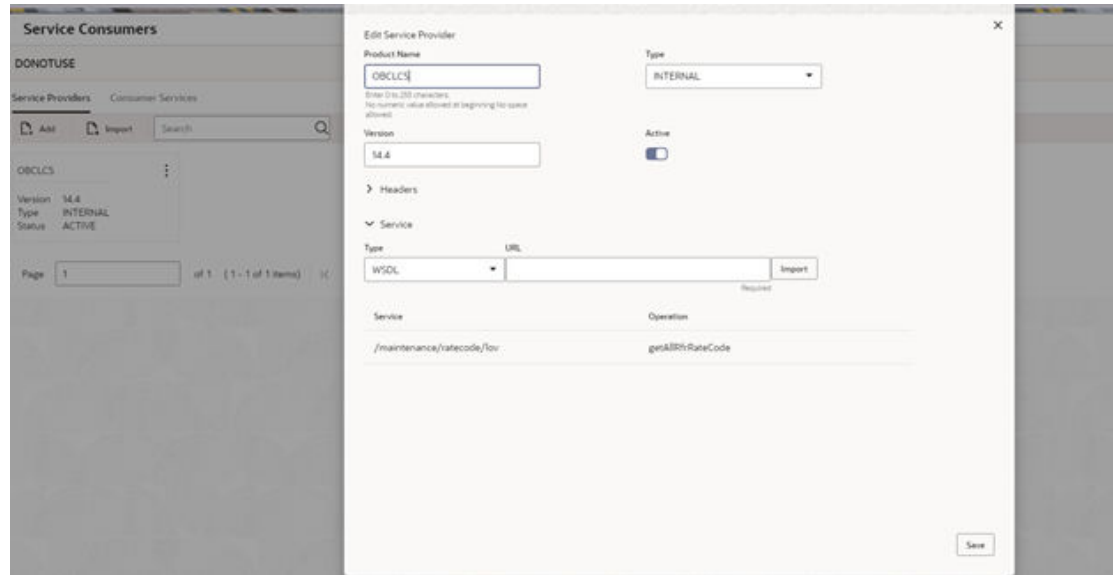 Service Consumers
DONOTUSE
Service Providers Consumer Services
Add Import Search
OBCLCS
Version 14.4
Type INTERNAL
Status ACTIVE
Page 1 of 1 (1 - 1 of 1 items)
Edit Service Provider
Product Name Type
OBCLCS INTERNAL
Enter 0 to 255 characters.
No numeric value allowed at beginning No space
allowed.
Version Active
14.4
Headers
Service
Type URL
WSDL Import
Required
Service Operation
/maintenance/ratecode/lov getAllRfrRateCode
Save